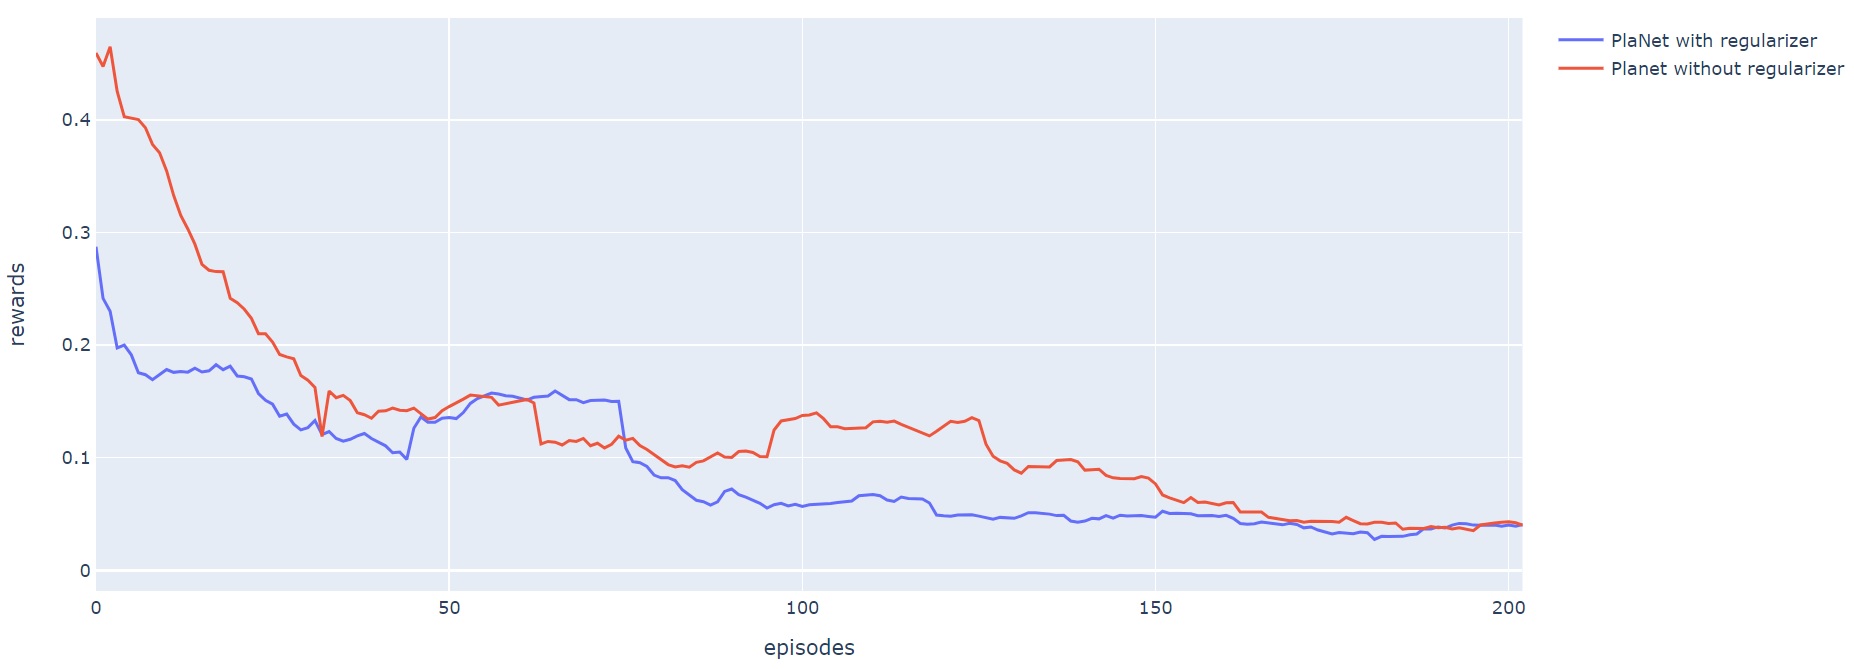 PlaNet with regularizer
Planet without regularizer
0.4
0.3
0.2
0.1
0
rewards
0
50
100
150
200
episodes